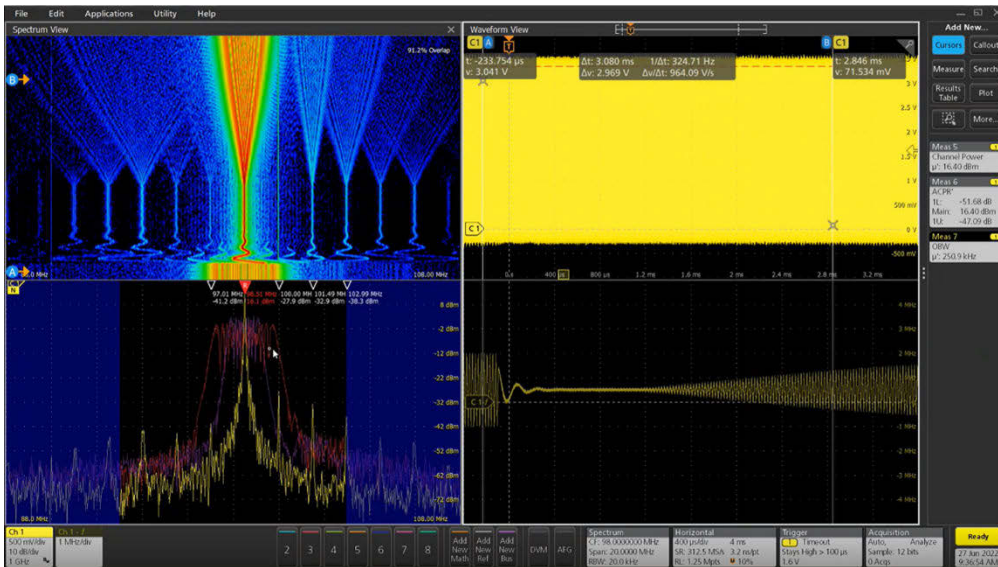 File Edit Applications Utility Help
Spectrum View
91.2% Overlap
B
A
108.00 MHz
97.01 MHz 100.00 MH 101.49 MH 102.99 MHz
-41.2 dBm -27.9 dBm -32.9 dBm -38.3 dBm
8 dBm
-2 dBm
-12 dBm
-22 dBm
-32 dBm
-42 dBm
-52 dBm
-62 dBm
-72 dBm
88.0 MHz
108.00 MHz
Waveform View
C1 A
B C1
t: -233.754 µs
v: 3.041 V
Δt: 3.080 ms 1/Δt: 324.71 Hz
Δv: 2.969 V Δv/Δt: 964.09 V/s
t: 2.846 ms
v: 71.534 mV
3 V
2.5 V
2 V
1.5 V
1 V
500 mV
0 V
-500 mV
C1
400 µs 800 µs 1.2 ms 1.6 ms 2 ms 2.4 ms 2.8 ms 3.2 ms
4 MHz
3 MHz
2 MHz
-1 MHz
-2 MHz
-3 MHz
-4 MHz
C 1 f
Add New...
Cursors Callout
Measure Search
Results Table Plot
More...
Meas 5
Channel Power
µ': 16.40 dBm
Meas 6
ACPR'
1L: -51.68 dB
Main: 16.40 dBm
1U: -47.09 dB
Meas 7
OBW
µ': 250.9 kHz
Ch 1
500 mV/div
10 dB/div
1 GHz
Ch 1 - f
1 MHz/div
2 3 4 5 6 7 8
Add New Math
Add New Ref
Add New Bus
DVM AFG
Spectrum
CF: 98.0000000 MHz
Span: 20.0000 MHz
RBW: 20.0 kHz
Horizontal
400 µs/div 4 ms
SR: 312.5 MS/s 3.2 ns/pt
RL: 1.25 Mpts 10%
Trigger
1 Timeout
Stays High > 100 µs
1.6 V
Acquisition
Auto, Analyze
Sample: 12 bits
0 Acqs
Ready
27 Jun 2022
9:36:54 AM